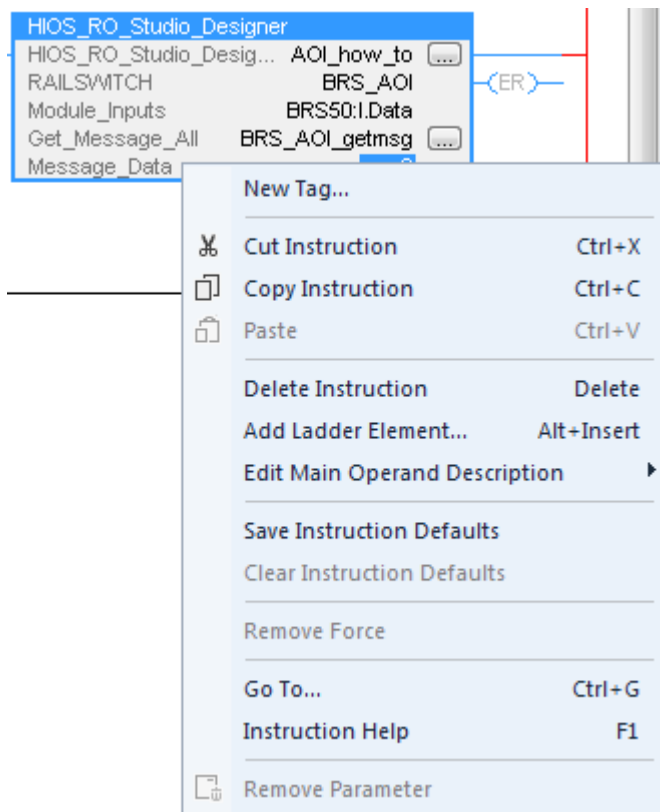 HIOS_RO_Studio_Designer
HIOS_RO_Studio_Desig... AOI_how_to ...
RAILSWITCH BRS_AOI (ER)
Module_Inputs BRS50:I.Data
Get_Message_All BRS_AOI_getmsg ...
Message_Data
New Tag...
Cut Instruction Ctrl+X
Copy Instruction Ctrl+C
Paste Ctrl+V
Delete Instruction Delete
Add Ladder Element... Alt+Insert
Edit Main Operand Description
Save Instruction Defaults
Clear Instruction Defaults
Remove Force
Go To... Ctrl+G
Instruction Help F1
Remove Parameter